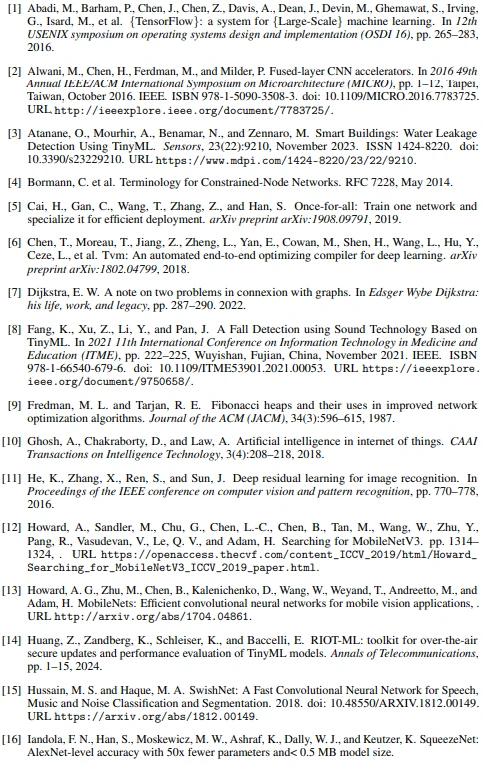 [1] Abadi, M., Barham, P., Chen, J., Chen, Z., Davis, A., Dean, J., Devin, M., Ghemawat, S., Irving,
G., Isard, M., et al. {TensorFlow}: a system for {Large-Scale} machine learning. In 12th
USENIX symposium on operating systems design and implementation (OSDI 16), pp. 265–283,
2016.
[2] Alwani, M., Chen, H., Ferdman, M., and Milder, P. Fused-layer CNN accelerators. In 2016 49th
Annual IEEE/ACM International Symposium on Microarchitecture (MICRO), pp. 1–12, Taipei,
Taiwan, October 2016. IEEE. ISBN 978-1-5090-3508-3. doi: 10.1109/MICRO.2016.7783725.
URL http://ieeexplore.ieee.org/document/7783725/.
[3] Atanane, O., Mourhir, A., Benamar, N., and Zennaro, M. Smart Buildings: Water Leakage
Detection Using TinyML. Sensors, 23(22):9210, November 2023. ISSN 1424-8220. doi:
10.3390/s23229210. URL https://www.mdpi.com/1424-8220/23/22/9210.
[4] Bormann, C. et al. Terminology for Constrained-Node Networks. RFC 7228, May 2014.
[5] Cai, H., Gan, C., Wang, T., Zhang, Z., and Han, S. Once-for-all: Train one network and
specialize it for efficient deployment. arXiv preprint arXiv:1908.09791, 2019.
[6] Chen, T., Moreau, T., Jiang, Z., Zheng, L., Yan, E., Cowan, M., Shen, H., Wang, L., Hu, Y.,
Ceze, L., et al. Tvm: An automated end-to-end optimizing compiler for deep learning. arXiv
preprint arXiv:1802.04799, 2018.
[7] Dijkstra, E. W. A note on two problems in connexion with graphs. In Edsger Wybe Dijkstra:
his life, work, and legacy, pp. 287–290. 2022.
[8] Fang, K., Xu, Z., Li, Y., and Pan, J. A Fall Detection using Sound Technology Based on
TinyML. In 2021 11th International Conference on Information Technology in Medicine and
Education (ITME), pp. 222–225, Wuyishan, Fujian, China, November 2021. IEEE. ISBN
978-1-66540-679-6. doi: 10.1109/ITME53901.2021.00053. URL https://ieeexplore.
ieee.org/document/9750658/.
[9] Fredman, M. L. and Tarjan, R. E. Fibonacci heaps and their uses in improved network
optimization algorithms. Journal of the ACM (JACM), 34(3):596–615, 1987.
[10] Ghosh, A., Chakraborty, D., and Law, A. Artificial intelligence in internet of things. CAAI
Transactions on Intelligence Technology, 3(4):208–218, 2018.
[11] He, K., Zhang, X., Ren, S., and Sun, J. Deep residual learning for image recognition. In
Proceedings of the IEEE conference on computer vision and pattern recognition, pp. 770–778,
2016.
[12] Howard, A., Sandler, M., Chu, G., Chen, L.-C., Chen, B., Tan, M., Wang, W., Zhu, Y.,
Pang, R., Vasudevan, V., Le, Q. V., and Adam, H. Searching for MobileNetV3. pp. 1314–
1324, . URL https://openaccess.thecvf.com/content_ICCV_2019/html/Howard_
Searching_for_MobileNetV3_ICCV_2019_paper.html.
[13] Howard, A. G., Zhu, M., Chen, B., Kalenichenko, D., Wang, W., Weyand, T., Andreetto, M., and
Adam, H. MobileNets: Efficient convolutional neural networks for mobile vision applications, .
URL http://arxiv.org/abs/1704.04861.
[14] Huang, Z., Zandberg, K., Schleiser, K., and Baccelli, E. RIOT-ML: toolkit for over-the-air
secure updates and performance evaluation of TinyML models. Annals of Telecommunications,
pp. 1–15, 2024.
[15] Hussain, M. S. and Haque, M. A. SwishNet: A Fast Convolutional Neural Network for Speech,
Music and Noise Classification and Segmentation. 2018. doi: 10.48550/ARXIV.1812.00149.
URL https://arxiv.org/abs/1812.00149.
[16] Iandola, F. N., Han, S., Moskewicz, M. W., Ashraf, K., Dally, W. J., and Keutzer, K. SqueezeNet:
AlexNet-level accuracy with 50x fewer parameters and< 0.5 MB model size.